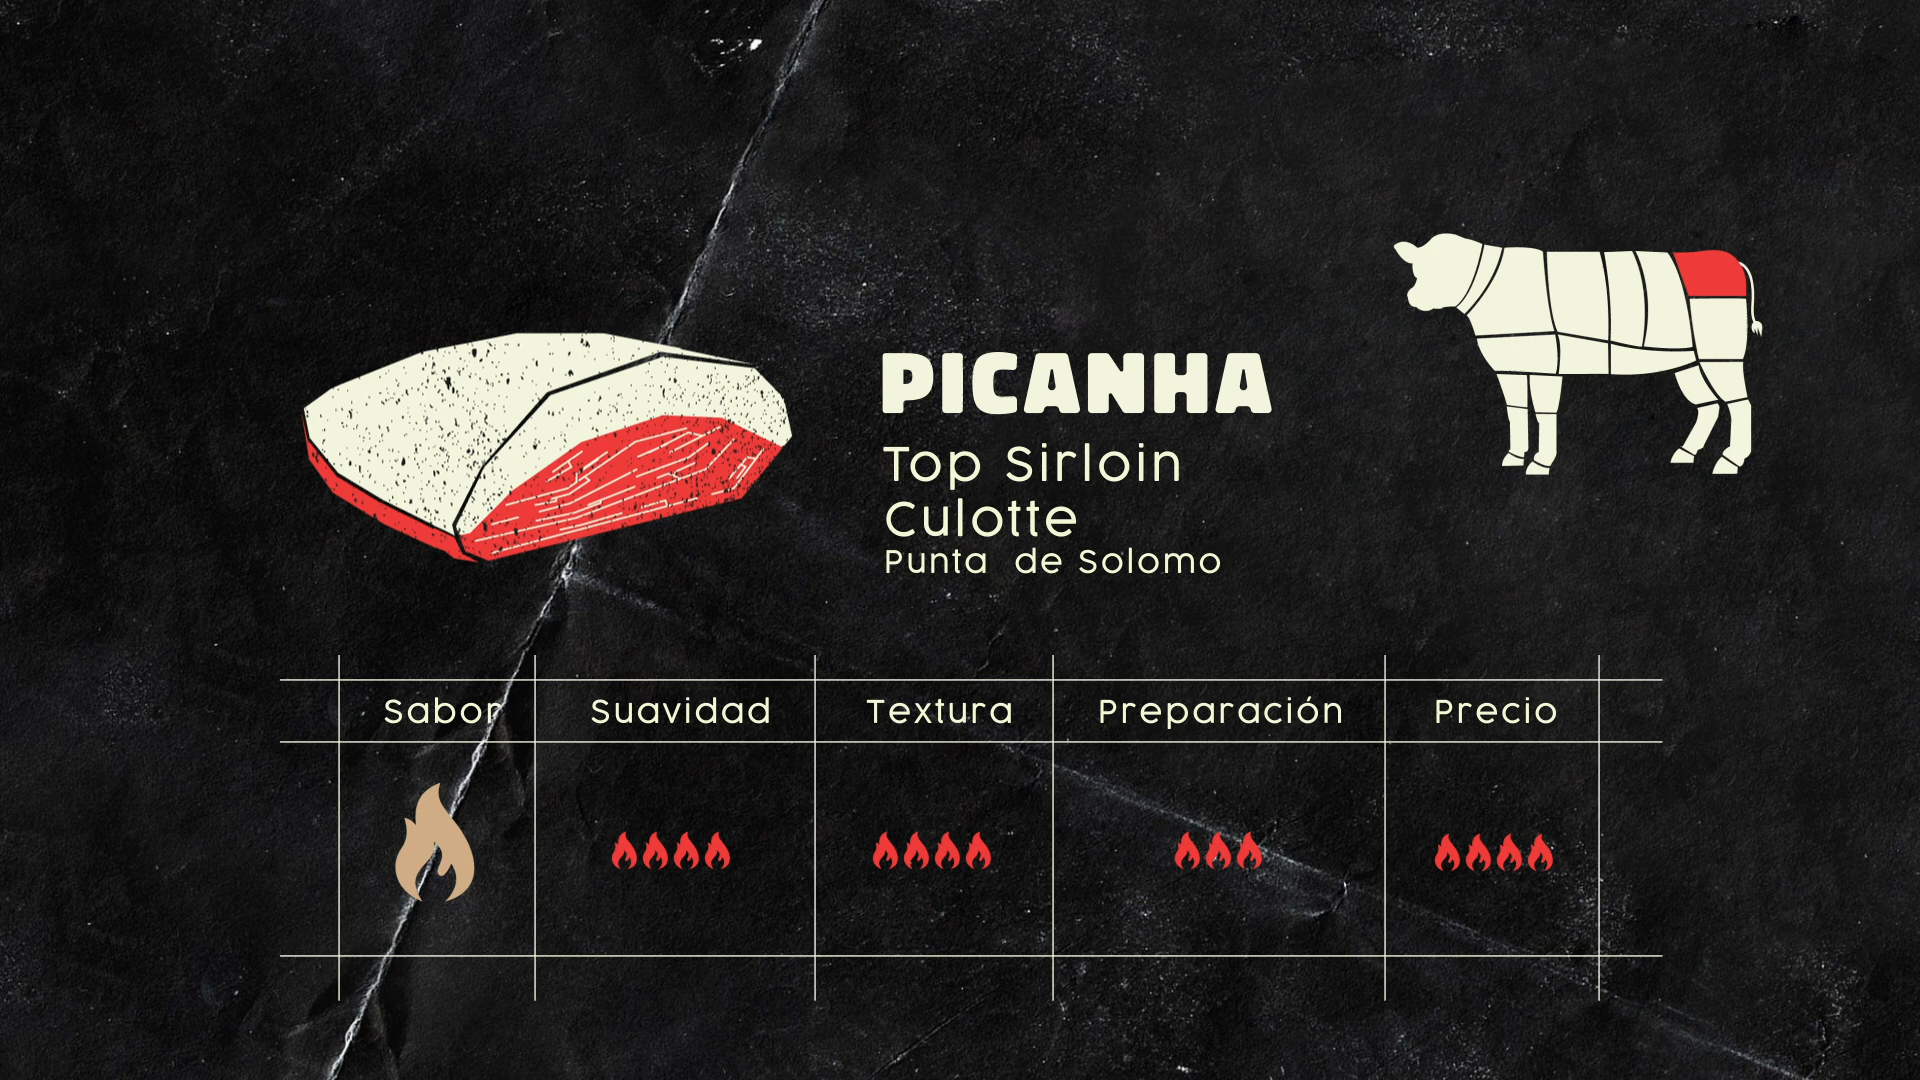 PICANHA
Top Sirloin
Culotte
Punta de Solomo
Sabor Suavidad Textura Preparación Precio